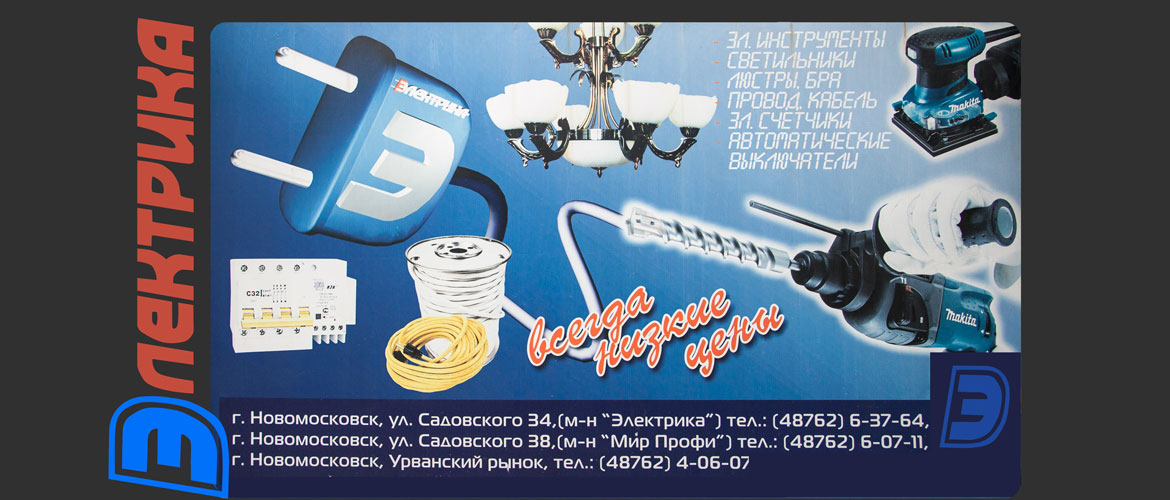 ЭЛЕКТРИКА
Электрика
Э
- ЭЛ. ИНСТРУМЕНТЫ
- СВЕТИЛЬНИКИ
- ЛЮСТРЫ, БРА
- ПРОВОД, КАБЕЛЬ
- ЭЛ. СЧЕТЧИКИ
- АВТОМАТИЧЕСКИЕ
ВЫКЛЮЧАТЕЛИ
makita
makita
C32
всегда
низкие
цены
Э
г. Новомосковск, ул. Садовского 34,(м-н "Электрика") тел.: (48762) 6-37-64,
г. Новомосковск, ул. Садовского 38,(м-н "Мир Профи") тел.: (48762) 6-07-11,
г. Новомосковск, Урванский рынок, тел.: (48762) 4-06-07